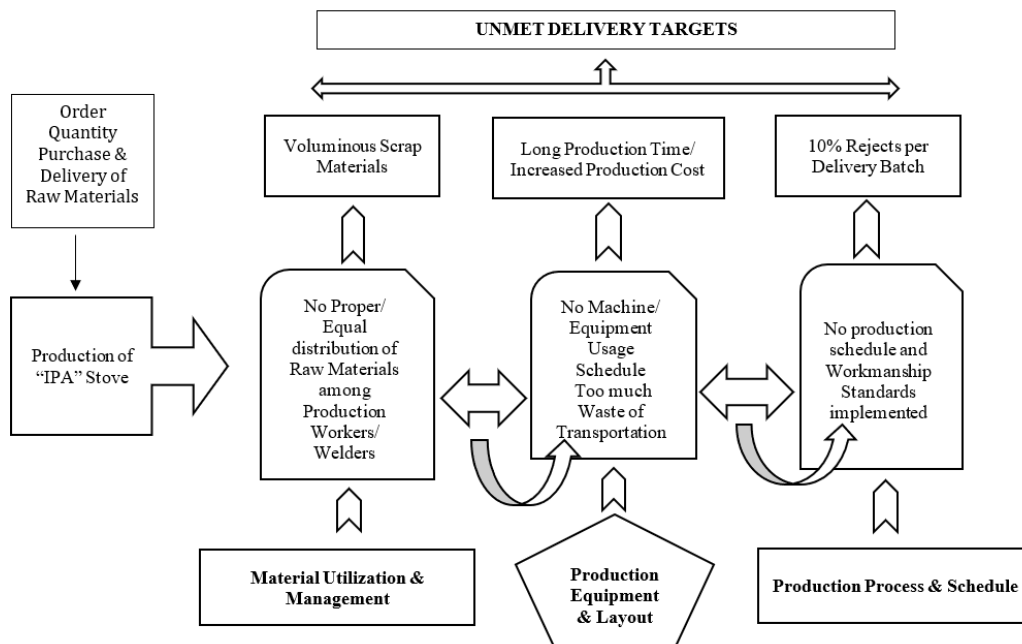 UNMET DELIVERY TARGETS
Order
Quantity
Purchase &
Delivery of
Raw Materials
Voluminous Scrap
Materials
Long Production Time/
Increased Production Cost
10% Rejects per
Delivery Batch
Production of
“IPA” Stove
No Proper/
Equal
distribution of
Raw Materials
among
Production
Workers/
Welders
No Machine/
Equipment
Usage
Schedule
Too much
Waste of
Transportation
No production
schedule and
Workmanship
Standards
implemented
Material Utilization &
Management
Production
Equipment
& Layout
Production Process & Schedule